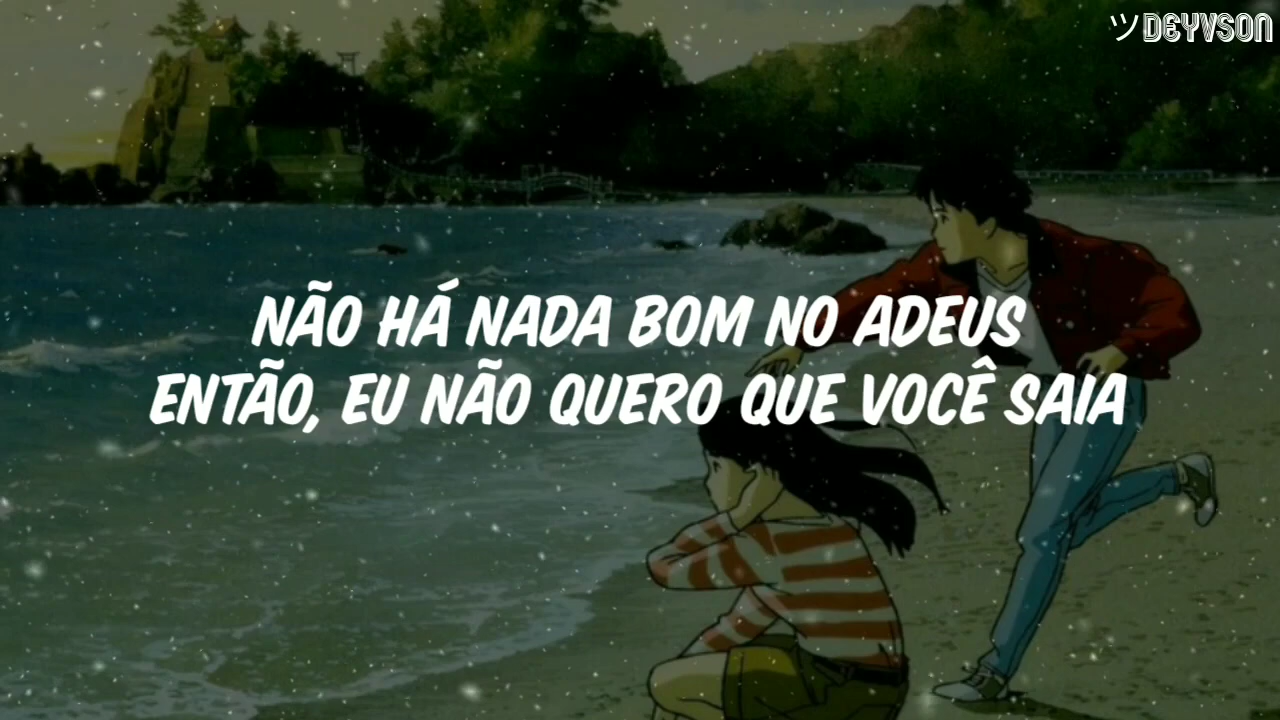 ツDEYVSON
NÃO HÁ NADA BOM NO ADEUS
ENTÃO, EU NÃO QUERO QUE VOCÊ SAIA